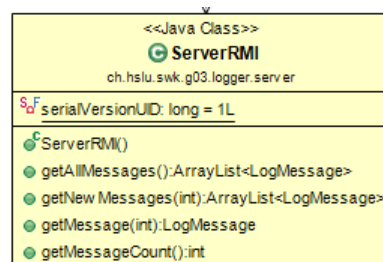 <<Java Class>>
C ServerRMI
ch.hslu.swk.g03.logger.server
S F serialVersionUID: long = 1L
C ServerRMI()
getAllMessages():ArrayList<LogMessage>
getNewMessages(int):ArrayList<LogMessage>
getMessage(int):LogMessage
getMessageCount():int